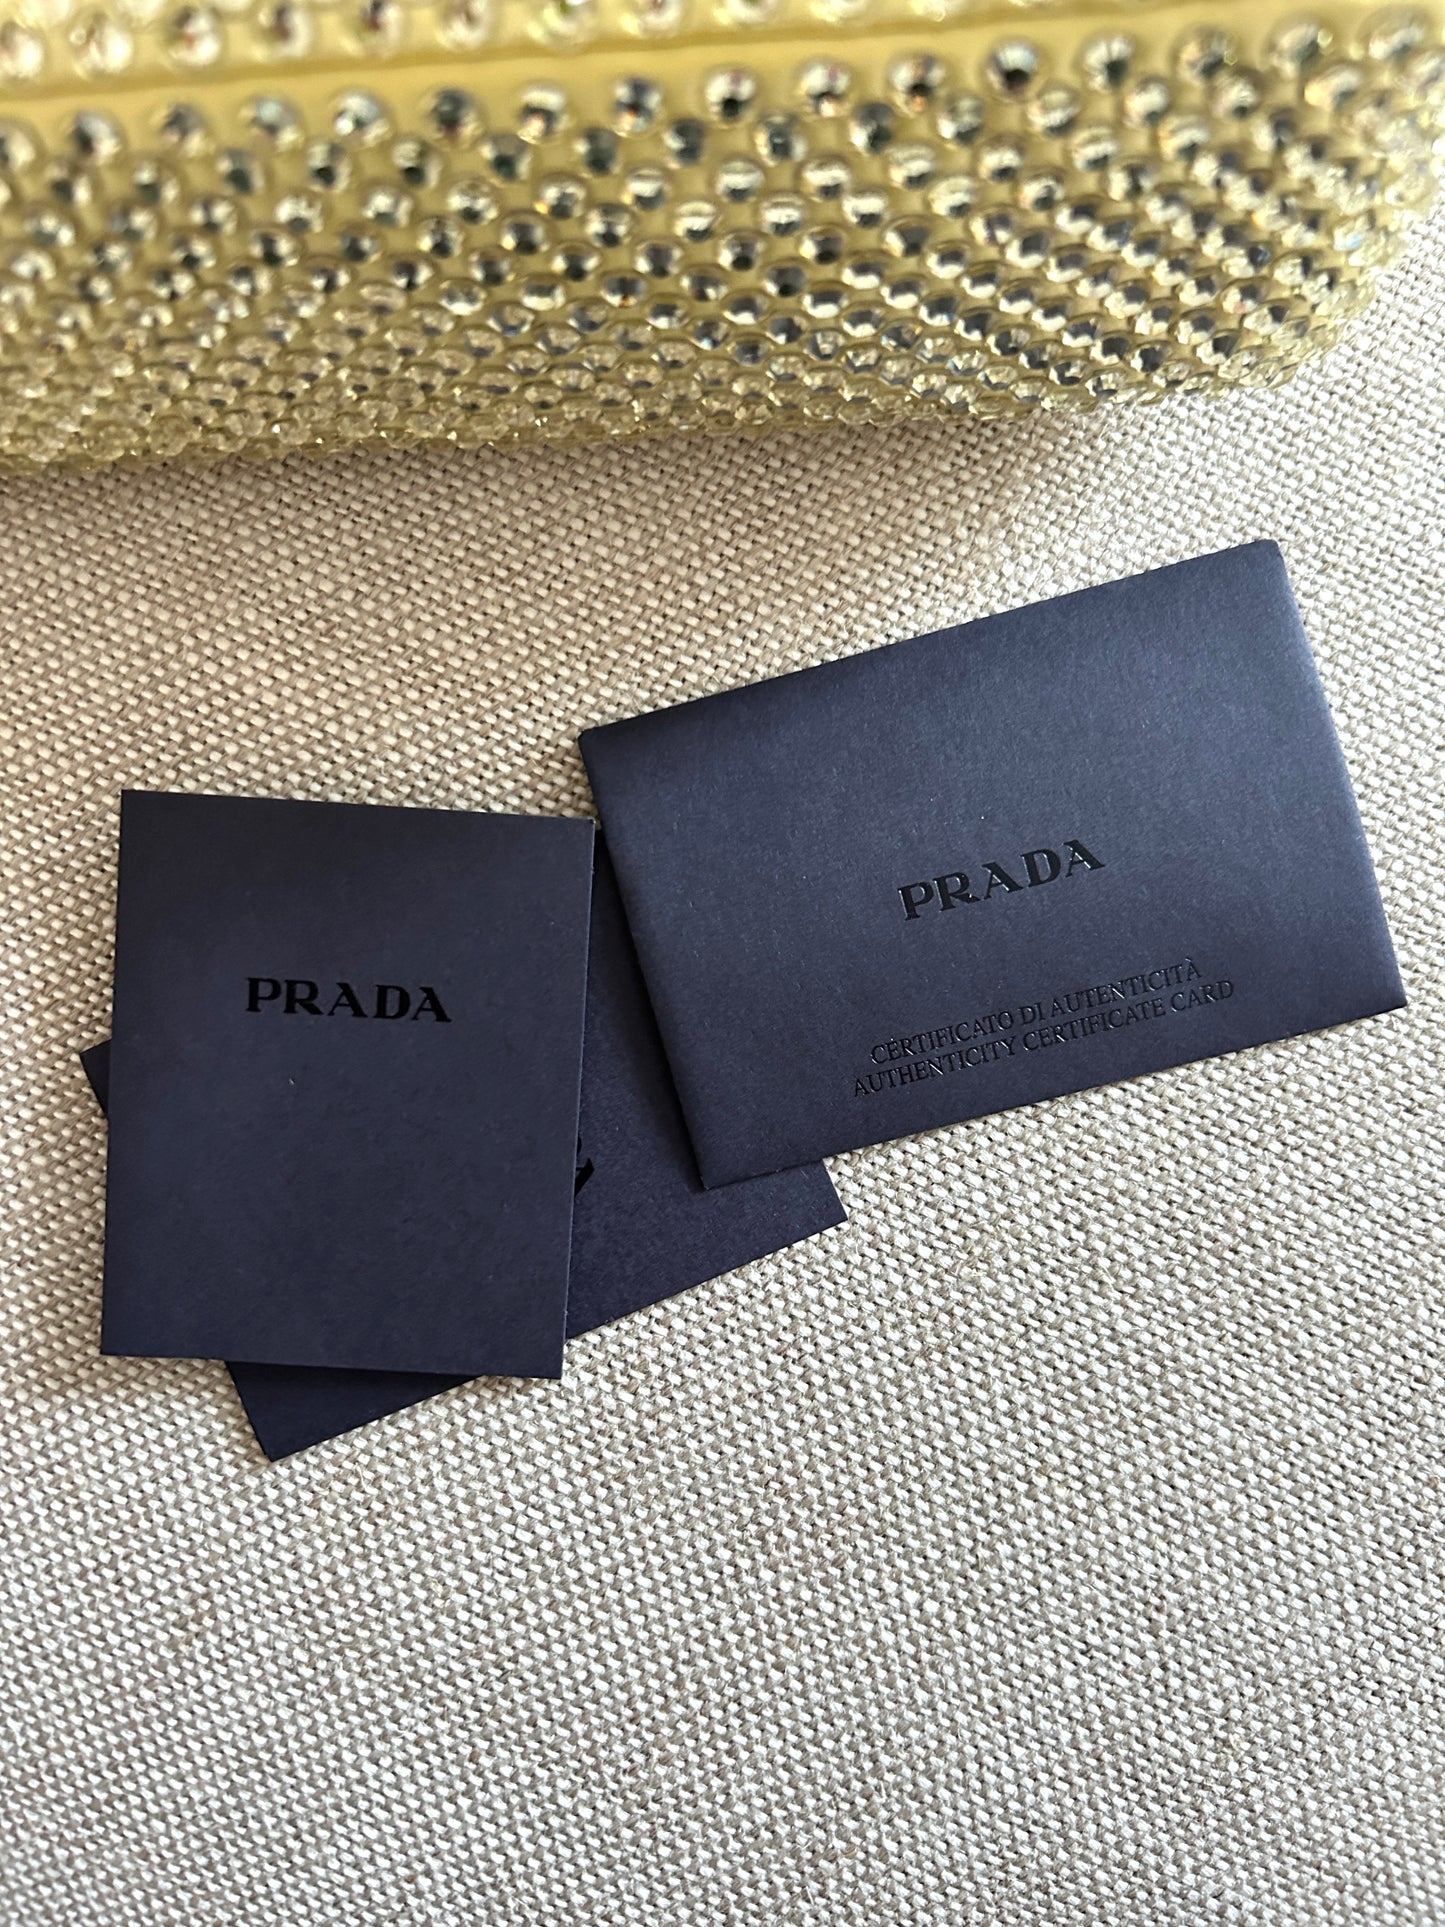 PRADA
CERTIFICATO DI AUTENTICITÀ
AUTHENTICITY CERTIFICATE CARD
PRADA